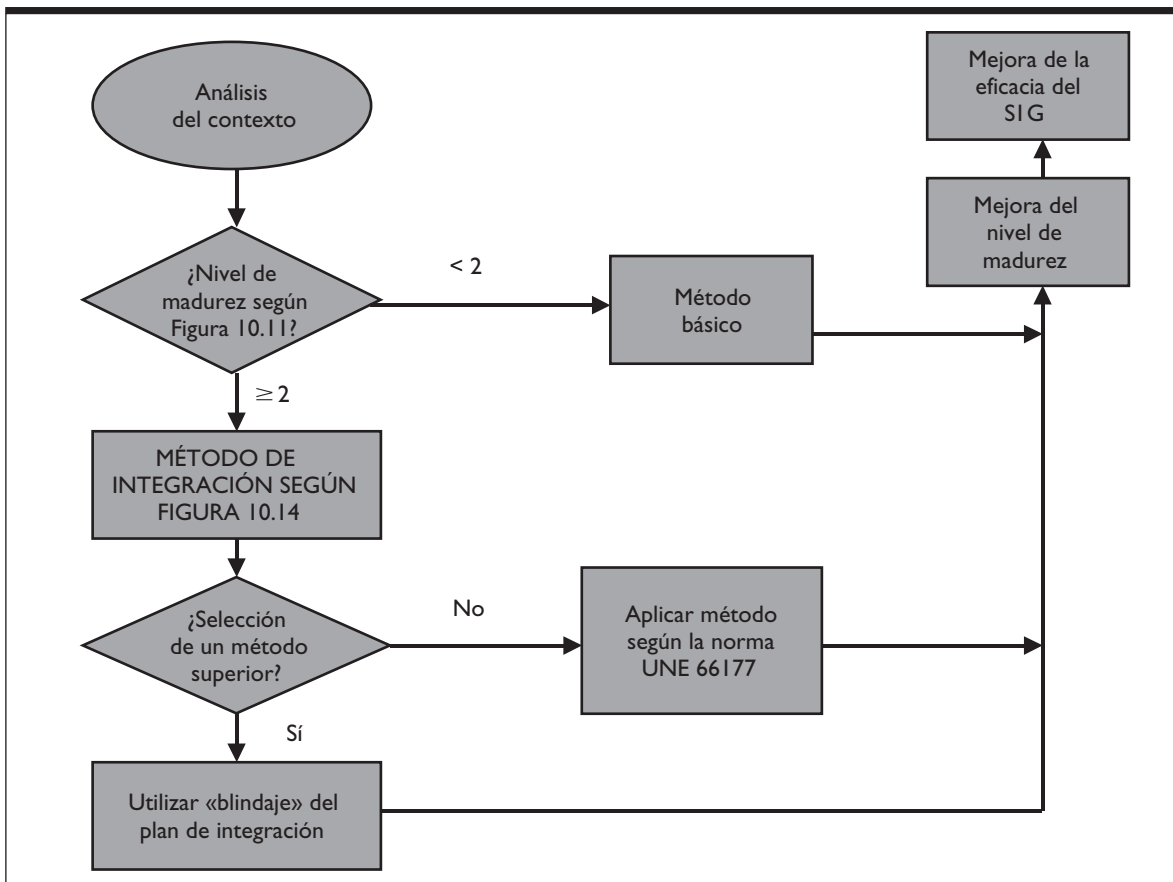 Análisis
del contexto
¿Nivel de
madurez según
Figura 10.11?
< 2
Método
básico
≥ 2
MÉTODO DE
INTEGRACIÓN SEGÚN
FIGURA 10.14
¿Selección
de un método
superior?
No
Aplicar método
según la norma
UNE 66177
Sí
Utilizar «blindaje» del
plan de integración
Mejora del
nivel de
madurez
Mejora de la
eficacia del
SIG